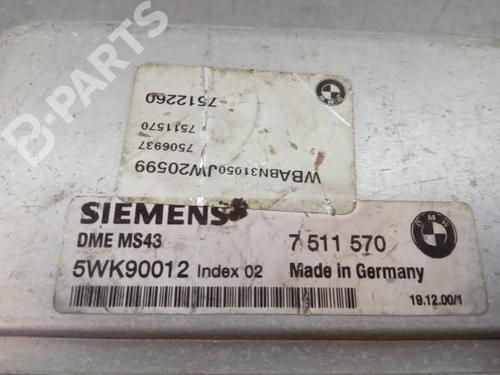 B-PARTS
7512260
7511570
7506937
WBABN31050JW20599
SIEMENS
DME MS43
7 511 570
BMW
5WK90012 Index 02
Made in Germany
19.12.00/1